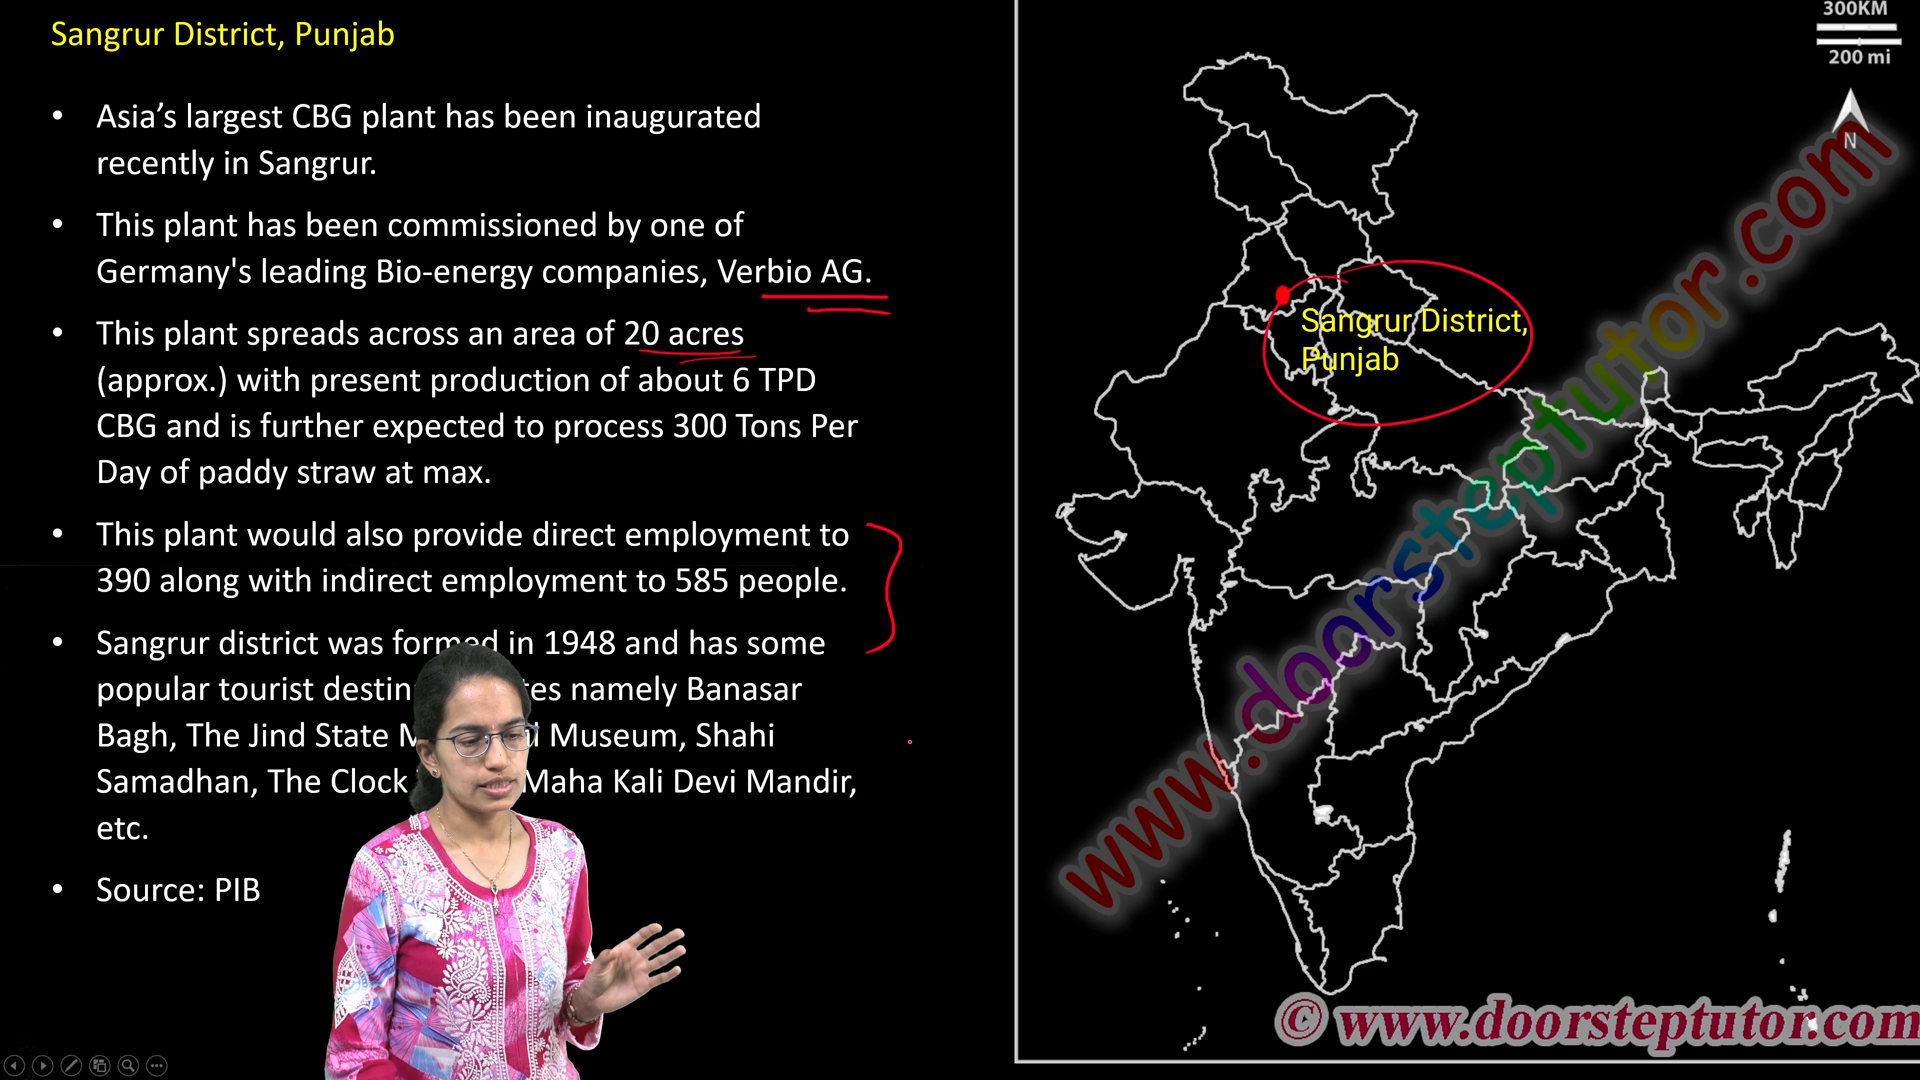 Sangrur District, Punjab
• Asia’s largest CBG plant has been inaugurated
recently in Sangrur.
• This plant has been commissioned by one of
Germany's leading Bio-energy companies, Verbio AG.
• This plant spreads across an area of 20 acres
(approx.) with present production of about 6 TPD
CBG and is further expected to process 300 Tons Per
Day of paddy straw at max.
• This plant would also provide direct employment to
390 along with indirect employment to 585 people.
• Sangrur district was formed in 1948 and has some
popular tourist namely Banasar
Bagh, The Jind State Museum, Shahi
Samadhan, The Clock Maha Kali Devi Mandir,
etc.
• Source: PIB
300KM
200 mi
N
Sangrur District,
Punjab
www.doorsteptutor.com
© www.doorsteptutor.com